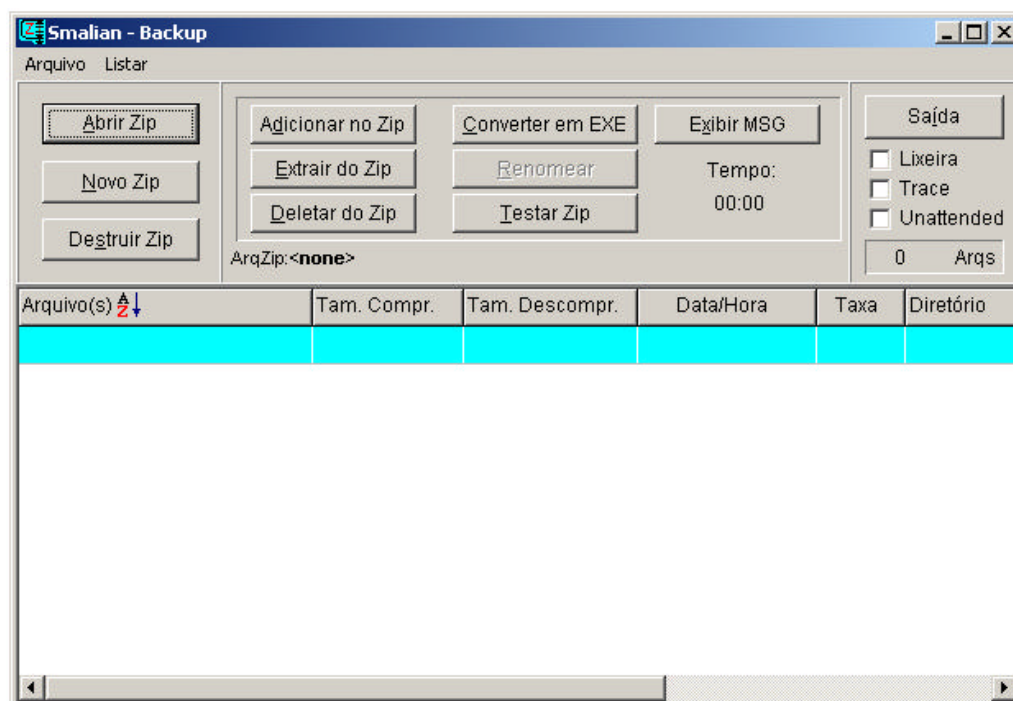 Smalian - Backup
Arquivo Listar
Abrir Zip
Novo Zip
Destruir Zip
Adicionar no Zip Converter em EXE Exibir MSG
Extrair do Zip Renomear Tempo:
Deletar do Zip Testar Zip 00:00
ArqZip:<none>
Saída
Lixeira
Trace
Unattended
0 Arqs
Arquivo(s) AZ Tam. Compr. Tam. Descompr. Data/Hora Taxa Diretório